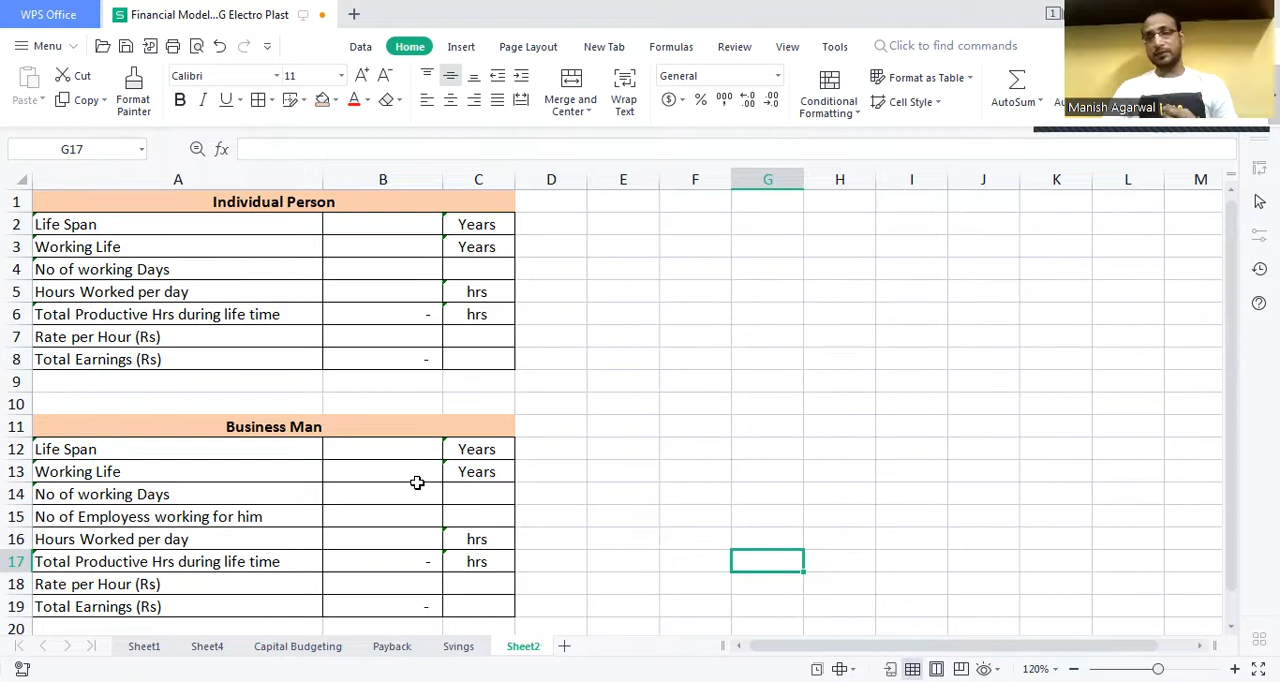 WPS Office
Financial Model...G Electro Plast
1
Menu
Data
Home
Insert
Page Layout
New Tab
Formulas
Review
View
Tools
Click to find commands
Paste
Cut
Copy
Format Painter
Calibri
11
Merge and Center
Wrap Text
General
Conditional Formatting
Format as Table
Cell Style
AutoSum
Manish Agarwal
G17
fx
A B C D E F G H I J K L M
1 Individual Person
2 Life Span Years
3 Working Life Years
4 No of working Days
5 Hours Worked per day hrs
6 Total Productive Hrs during life time - hrs
7 Rate per Hour (Rs)
8 Total Earnings (Rs) -
9
10
11 Business Man
12 Life Span Years
13 Working Life Years
14 No of working Days
15 No of Employess working for him
16 Hours Worked per day hrs
17 Total Productive Hrs during life time - hrs
18 Rate per Hour (Rs)
19 Total Earnings (Rs) -
20
Sheet1 Sheet4 Capital Budgeting Payback Svings Sheet2
120%